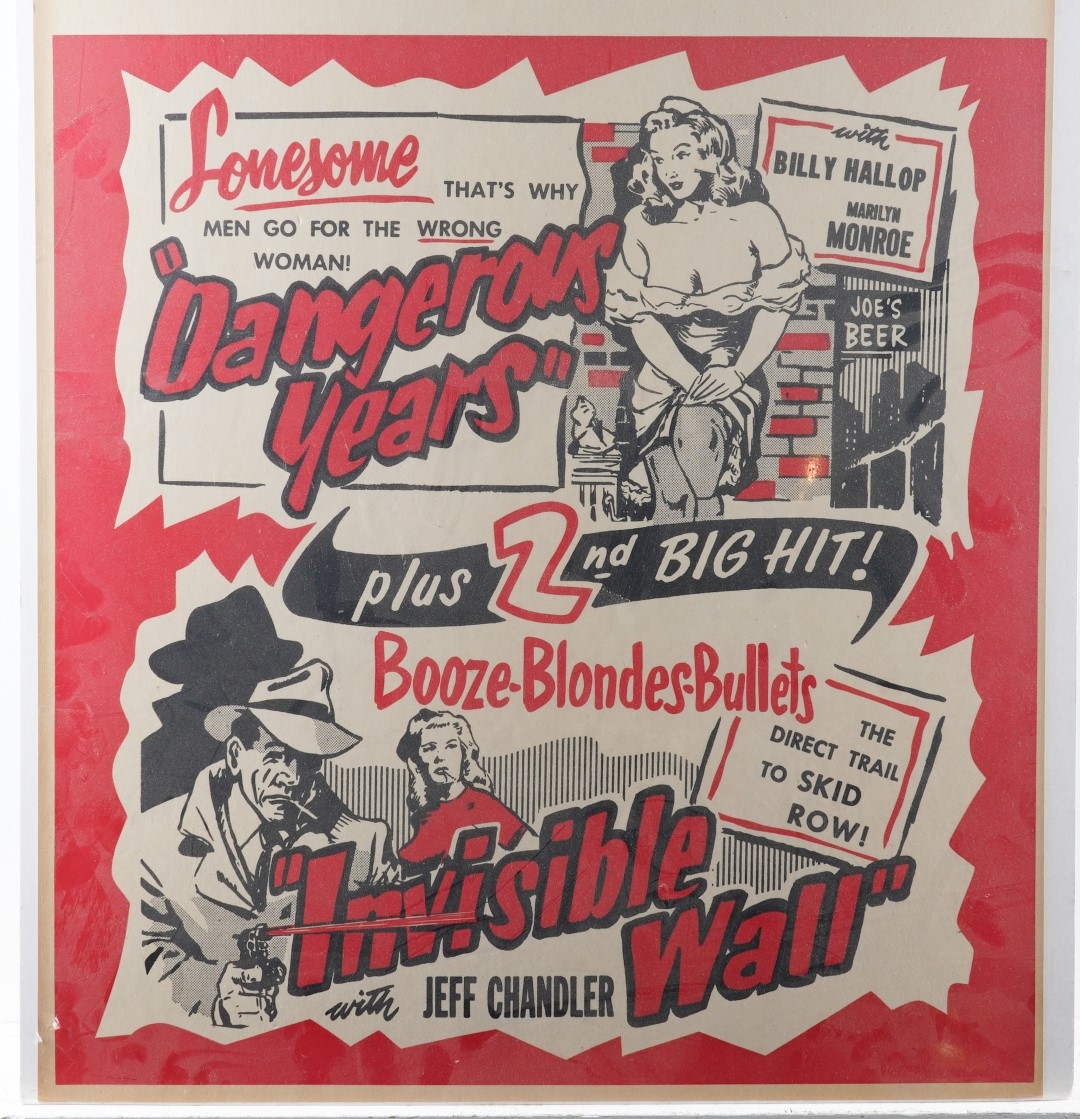 Lonesome
THAT'S WHY
MEN GO FOR THE WRONG
WOMAN!
"Dangerous
Years"
with
BILLY HALLOP
MARILYN
MONROE
JOE'S
BEER
plus 2nd BIG HIT!
Booze-Blondes-Bullets
THE
DIRECT TRAIL
TO SKID
ROW!
"Invisible
Wall"
with JEFF CHANDLER